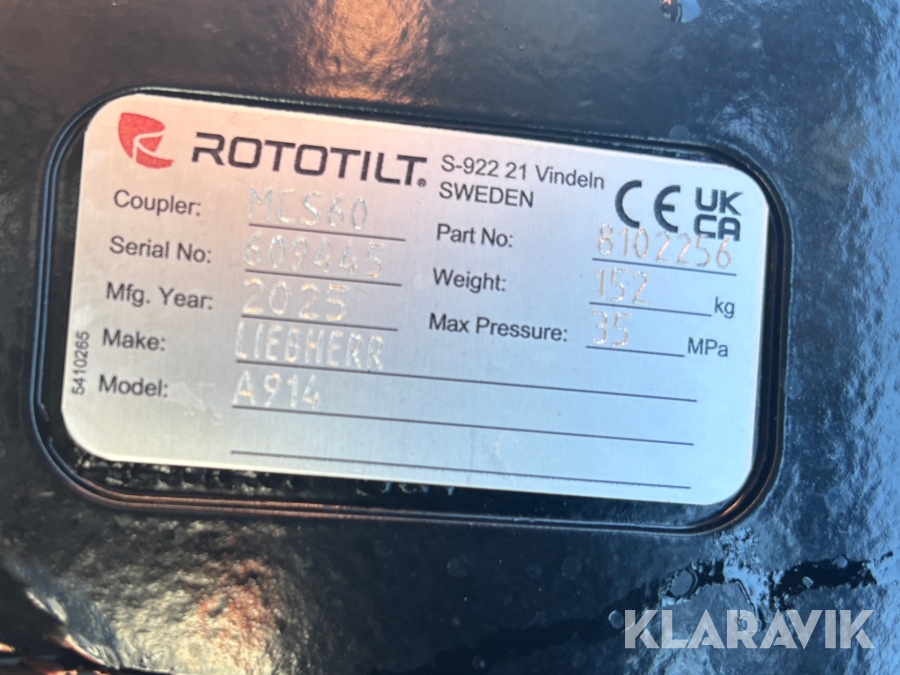 ROTOTILT® S-922 21 Vindeln
SWEDEN
CE UK CA
Coupler: MCS60
Part No: 8102256
Serial No: 609445
Weight: 152 kg
Mfg. Year: 2025
Max Pressure: 35 MPa
Make: LIEBHERR
Model: A914
5410265
KLARAVIK